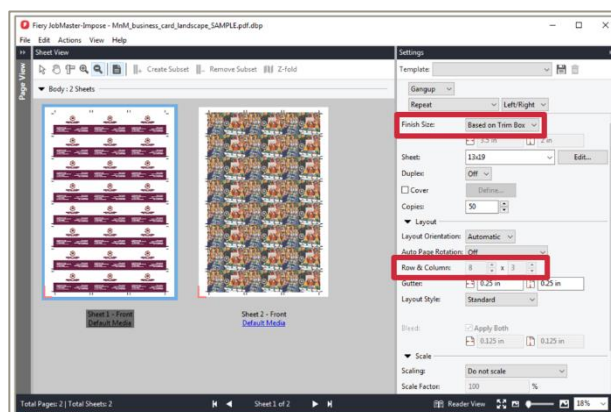 Fiery JobMaster-Impose - MnM_business_card_landscape_SAMPLE.pdf.dbp
File Edit Actions View Help
Sheet View
Settings
Page View
Create Subset
Remove Subset
Z-fold
Template:
Body : 2 Sheets
Gangup
Repeat
Left/Right
Finish Size:
Based on Trim Box
3.5 in
2 in
Sheet:
13x19
Edit...
Duplex:
Off
Cover
Define...
Copies:
50
Layout
Layout Orientation:
Automatic
Auto Page Rotation:
Off
Row & Column:
8 x 3
Gutter:
0.25 in
0.25 in
Layout Style:
Standard
Bleed:
Apply Both
0.125 in
0.125 in
Scale
Scaling:
Do not scale
Scale Factor:
100 %
Sheet 1 - Front
Default Media
Sheet 2 - Front
Default Media
Total Pages: 2 | Total Sheets: 2
Sheet 1 of 2
Reader View
18%